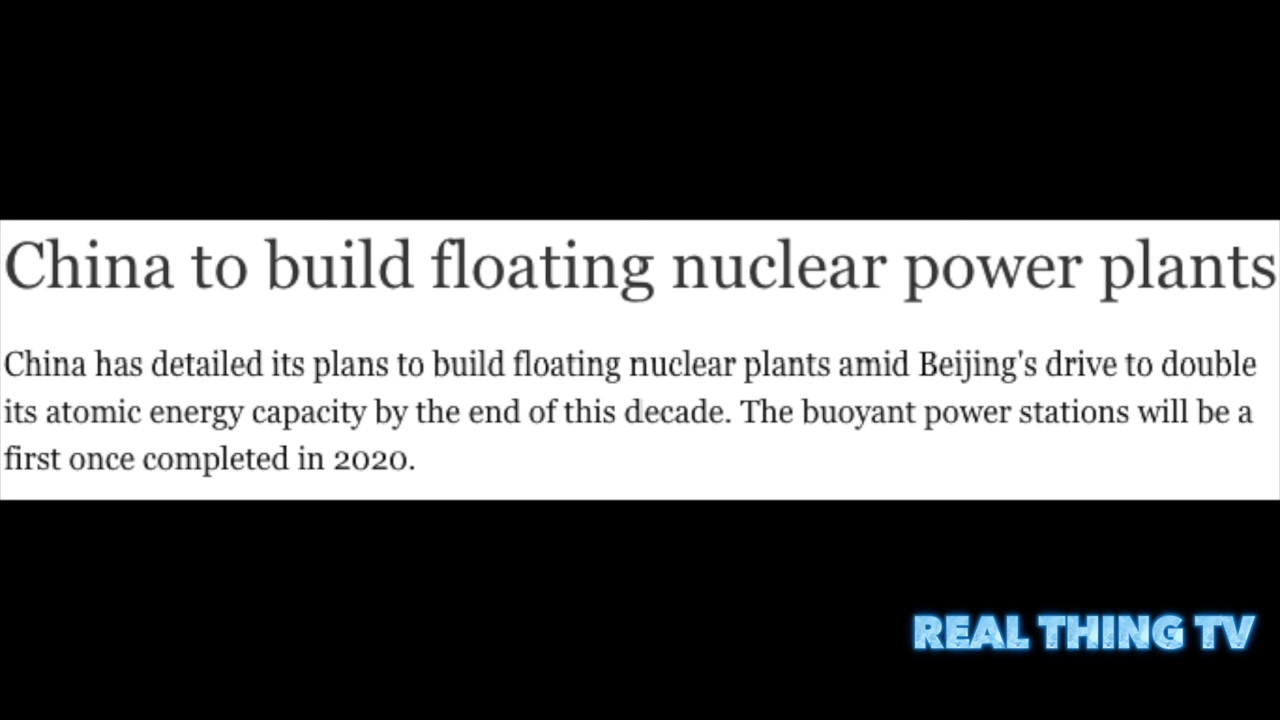 China to build floating nuclear power plants
China has detailed its plans to build floating nuclear plants amid Beijing's drive to double
its atomic energy capacity by the end of this decade. The buoyant power stations will be a
first once completed in 2020.
REAL THING TV